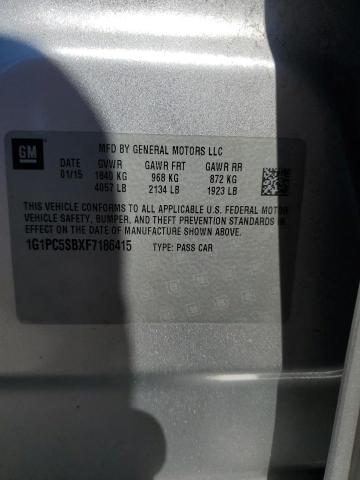 GM
MFD BY GENERAL MOTORS LLC
DATE GVWR GAWR FRT GAWR RR
01/15 1840 KG 968 KG 872 KG
4057 LB 2134 LB 1923 LB
THIS VEHICLE CONFORMS TO ALL APPLICABLE U.S. FEDERAL MOTOR
VEHICLE SAFETY, BUMPER, AND THEFT PREVENTION STANDARDS IN
EFFECT ON THE DATE OF MANUFACTURE SHOWN ABOVE.
1G1PC5SBXF7186415 TYPE: PASS CAR